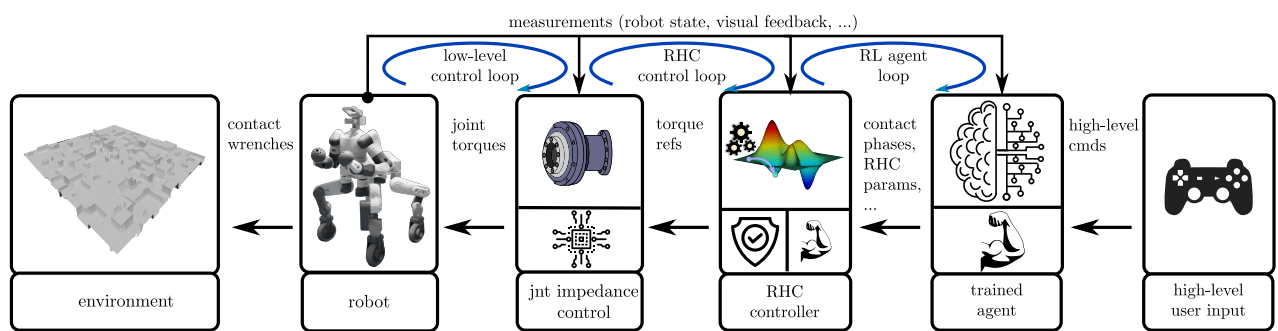 measurements (robot state, visual feedback, ...)
low-level
control loop
RHC
control loop
RL agent
loop
contact
wrenches
joint
torques
torque
refs
contact
phases,
RHC
params,
...
high-level
cmds
environment
robot
jnt impedance
control
RHC
controller
trained
agent
high-level
user input